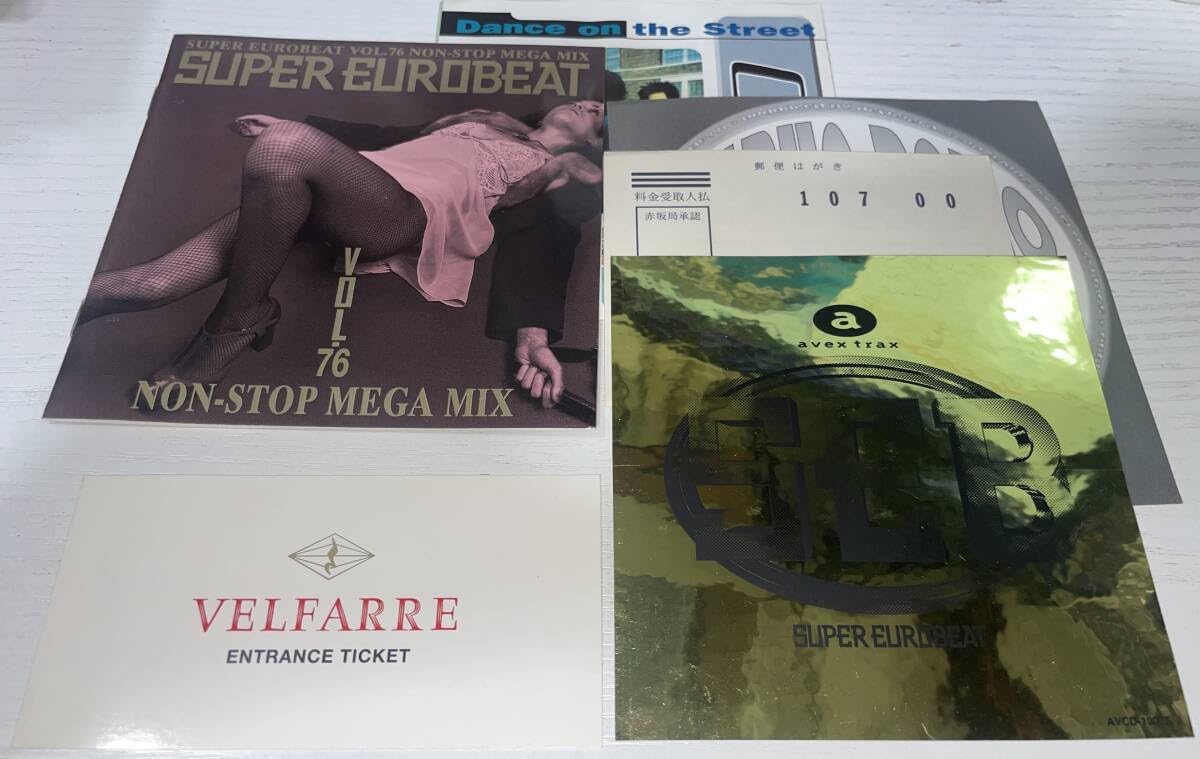 Dance on the Street
SUPER EUROBEAT VOL.76 NON-STOP MEGA MIX
SUPER EUROBEAT
VOL.
76
NON-STOP MEGA MIX
郵便はがき
料金受取人払
107 00
赤坂局承認
a
avex trax
SEB
SUPER EUROBEAT
VELFARRE
ENTRANCE TICKET